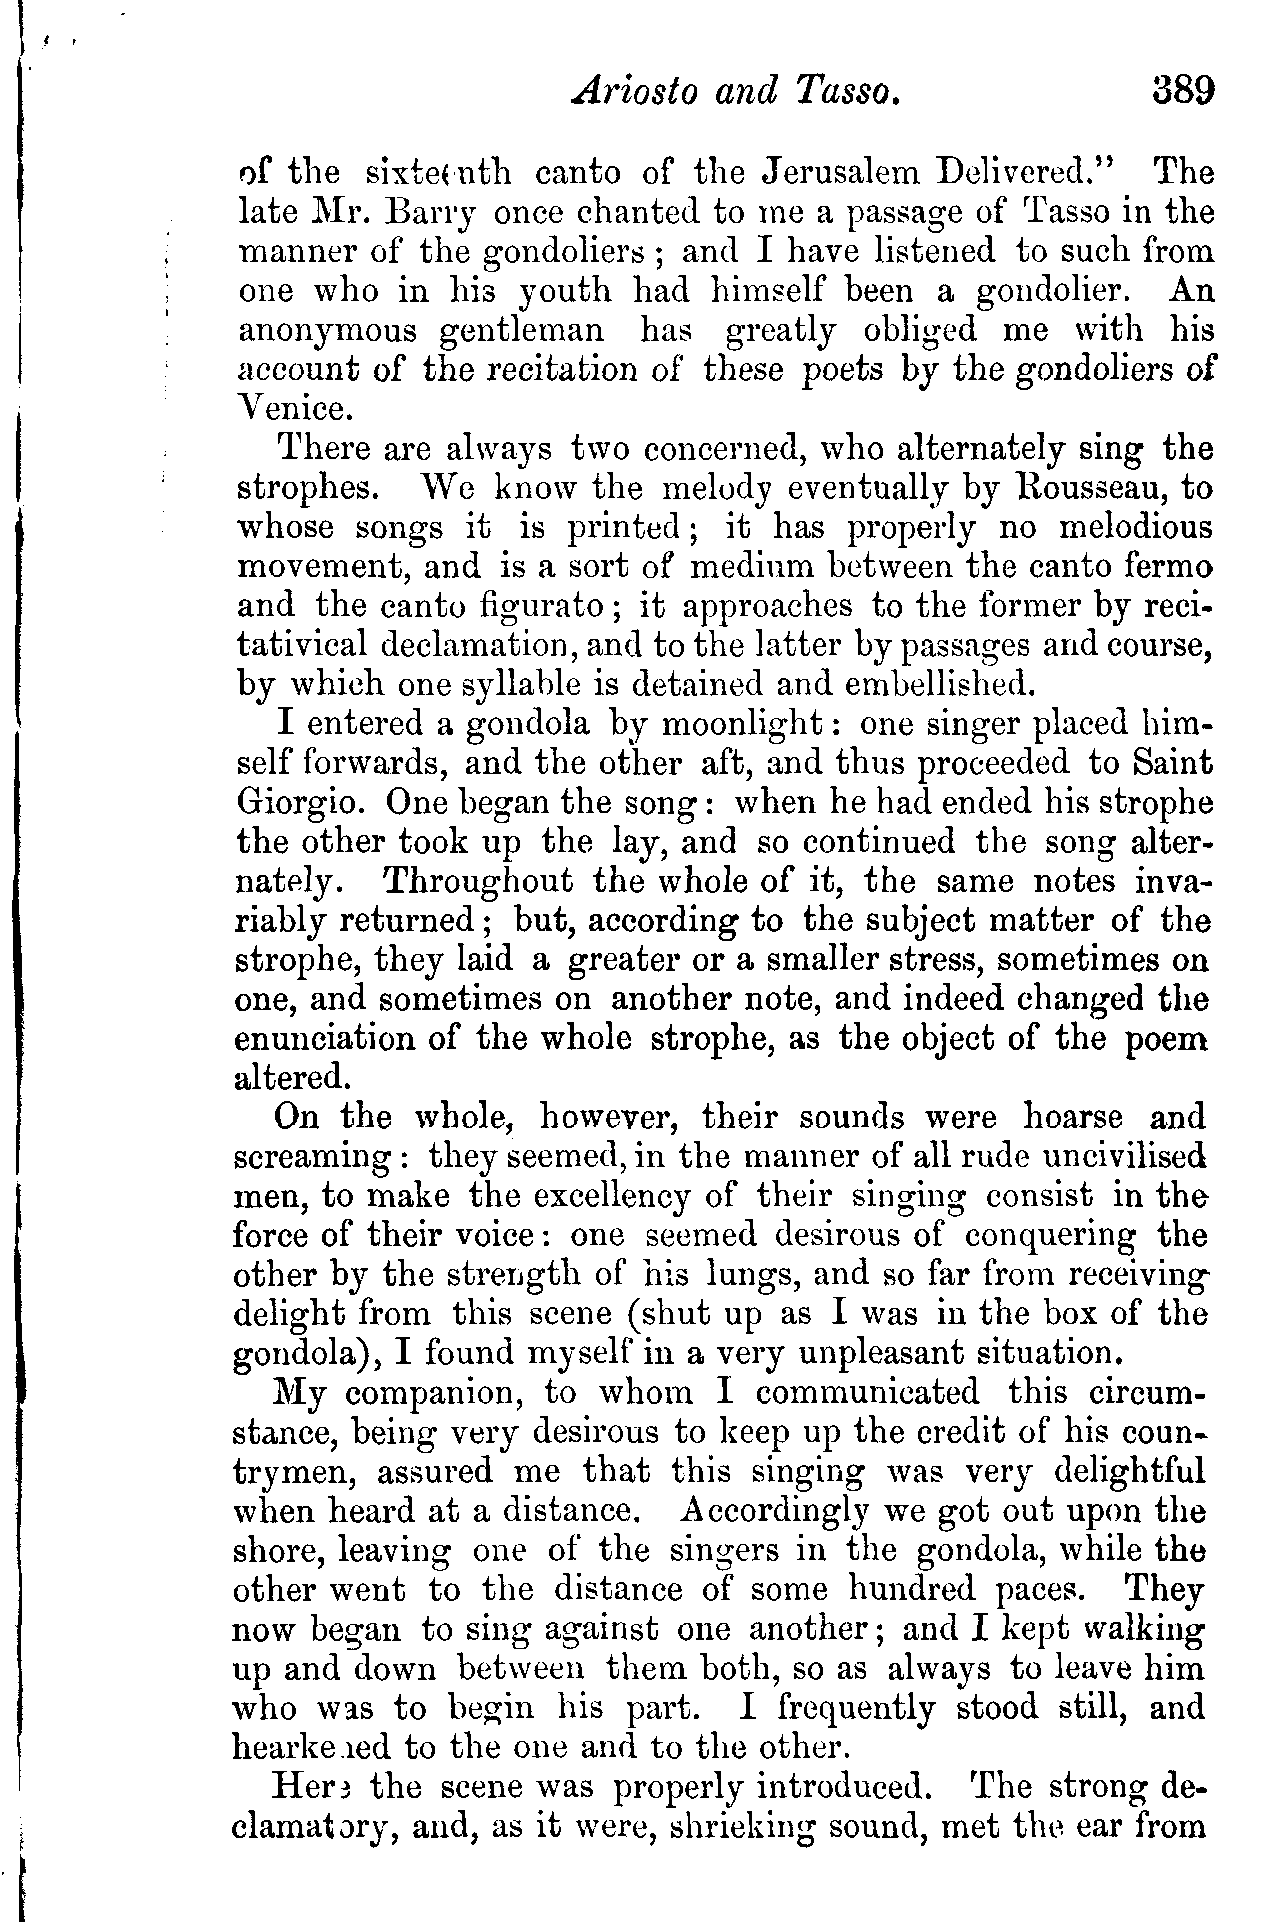 Ariosto and Tasso. 389
of the sixteenth canto of the Jerusalem Delivered." The
late Mr. Barry once chanted to me a passage of Tasso in the
manner of the gondoliers; and I have listened to such from
one who in his youth had himself been a gondolier. An
anonymous gentleman has greatly obliged me with his
account of the recitation of these poets by the gondoliers of
Venice.
There are always two concerned, who alternately sing the
strophes. We know the melody eventually by Rousseau, to
whose songs it is printed; it has properly no melodious
movement, and is a sort of medium between the canto fermo
and the canto figurato; it approaches to the former by reci-
tativical declamation, and to the latter by passages and course,
by which one syllable is detained and embellished.
I entered a gondola by moonlight: one singer placed him-
self forwards, and the other aft, and thus proceeded to Saint
Giorgio. One began the song: when he had ended his strophe
the other took up the lay, and so continued the song alter-
nately. Throughout the whole of it, the same notes inva-
riably returned; but, according to the subject matter of the
strophe, they laid a greater or a smaller stress, sometimes on
one, and sometimes on another note, and indeed changed the
enunciation of the whole strophe, as the object of the poem
altered.
On the whole, however, their sounds were hoarse and
screaming: they seemed, in the manner of all rude uncivilised
men, to make the excellency of their singing consist in the
force of their voice: one seemed desirous of conquering the
other by the strength of his lungs, and so far from receiving
delight from this scene (shut up as I was in the box of the
gondola), I found myself in a very unpleasant situation.
My companion, to whom I communicated this circum-
stance, being very desirous to keep up the credit of his coun-
trymen, assured me that this singing was very delightful
when heard at a distance. Accordingly we got out upon the
shore, leaving one of the singers in the gondola, while the
other went to the distance of some hundred paces. They
now began to sing against one another; and I kept walking
up and down between them both, so as always to leave him
who was to begin his part. I frequently stood still, and
hearkened to the one and to the other.
Here the scene was properly introduced. The strong de-
clamatory, and, as it were, shrieking sound, met the ear from